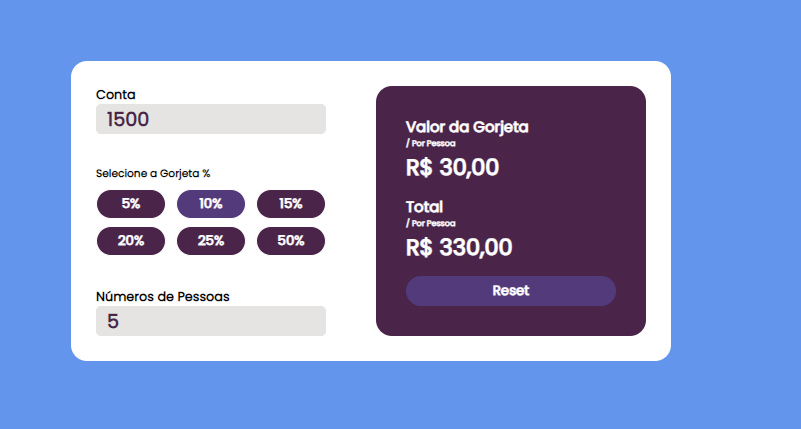 Conta
1500
Selecione a Gorjeta %
5% 10% 15%
20% 25% 50%
Números de Pessoas
5
Valor da Gorjeta
/ Por Pessoa
R$ 30,00
Total
/ Por Pessoa
R$ 330,00
Reset